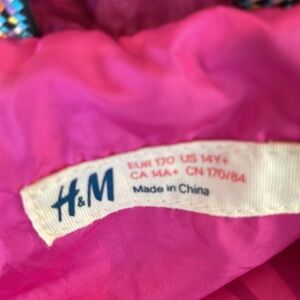 H&M
EUR 170 US 14Y+
CA 14A+ CN 170/84
Made in China